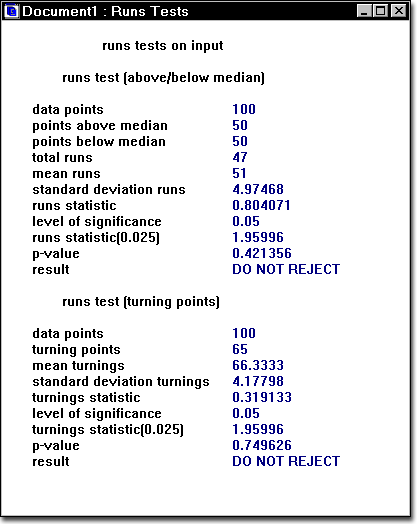 Document1 : Runs Tests
runs tests on input
runs test (above/below median)
data points 100
points above median 50
points below median 50
total runs 47
mean runs 51
standard deviation runs 4.97468
runs statistic 0.804071
level of significance 0.05
runs statistic(0.025) 1.95996
p-value 0.421356
result DO NOT REJECT
runs test (turning points)
data points 100
turning points 65
mean turnings 66.3333
standard deviation turnings 4.17798
turnings statistic 0.319133
level of significance 0.05
turnings statistic(0.025) 1.95996
p-value 0.749626
result DO NOT REJECT